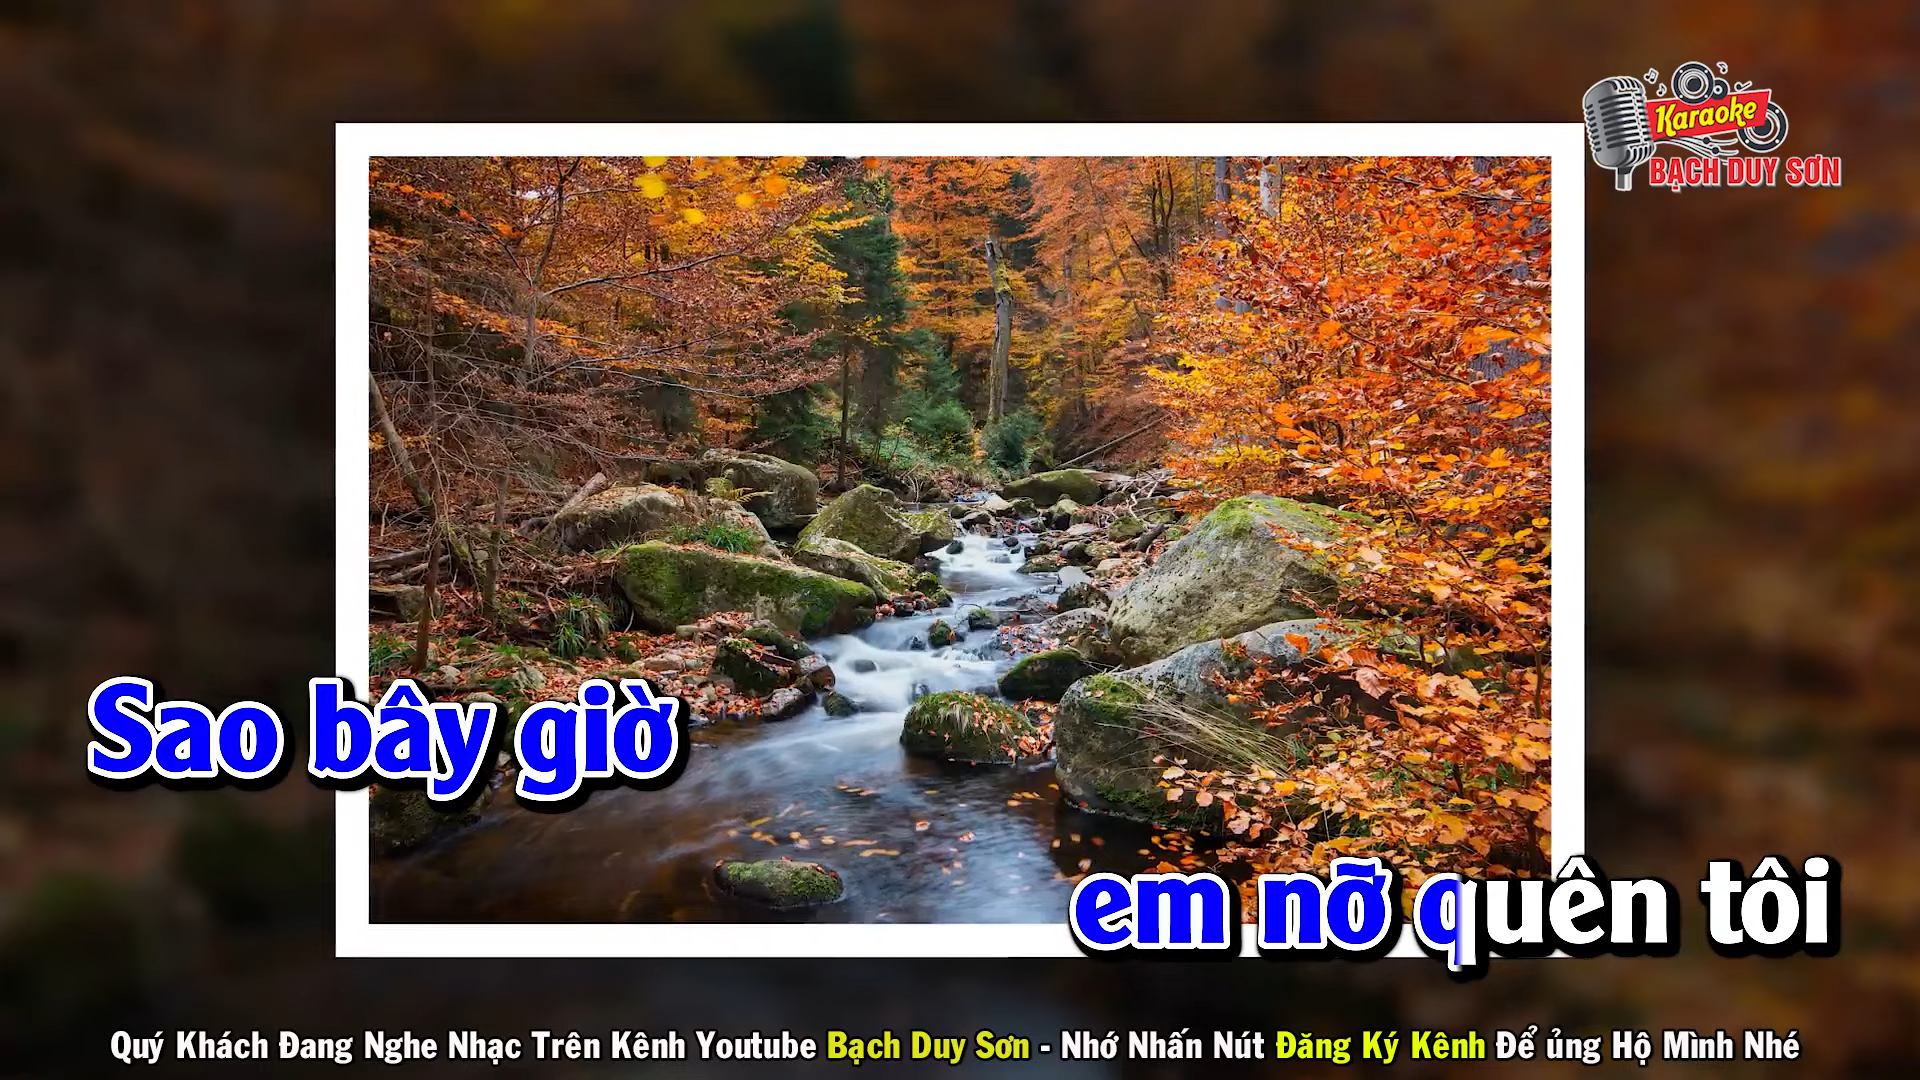 Karaoke
BẠCH DUY SƠN
Sao bây giờ
em nỡ quên tôi
Quý Khách Đang Nghe Nhạc Trên Kênh Youtube Bạch Duy Sơn - Nhớ Nhấn Nút Đăng Ký Kênh Để ủng Hộ Mình Nhé